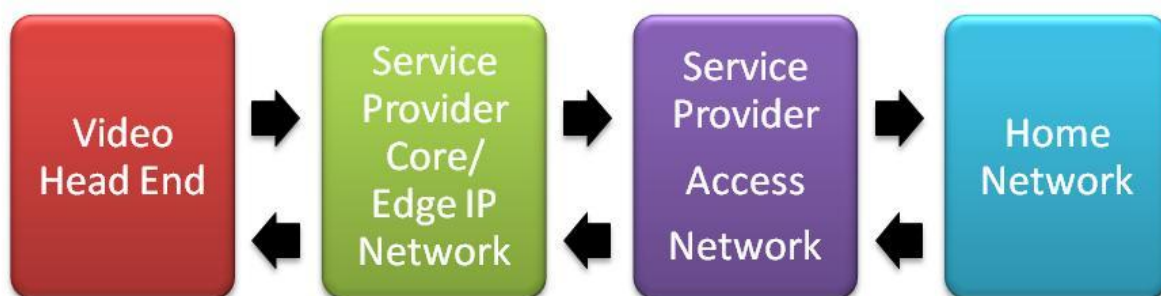 Video
Head End
Service
Provider
Core/
Edge IP
Network
Service
Provider
Access
Network
Home
Network